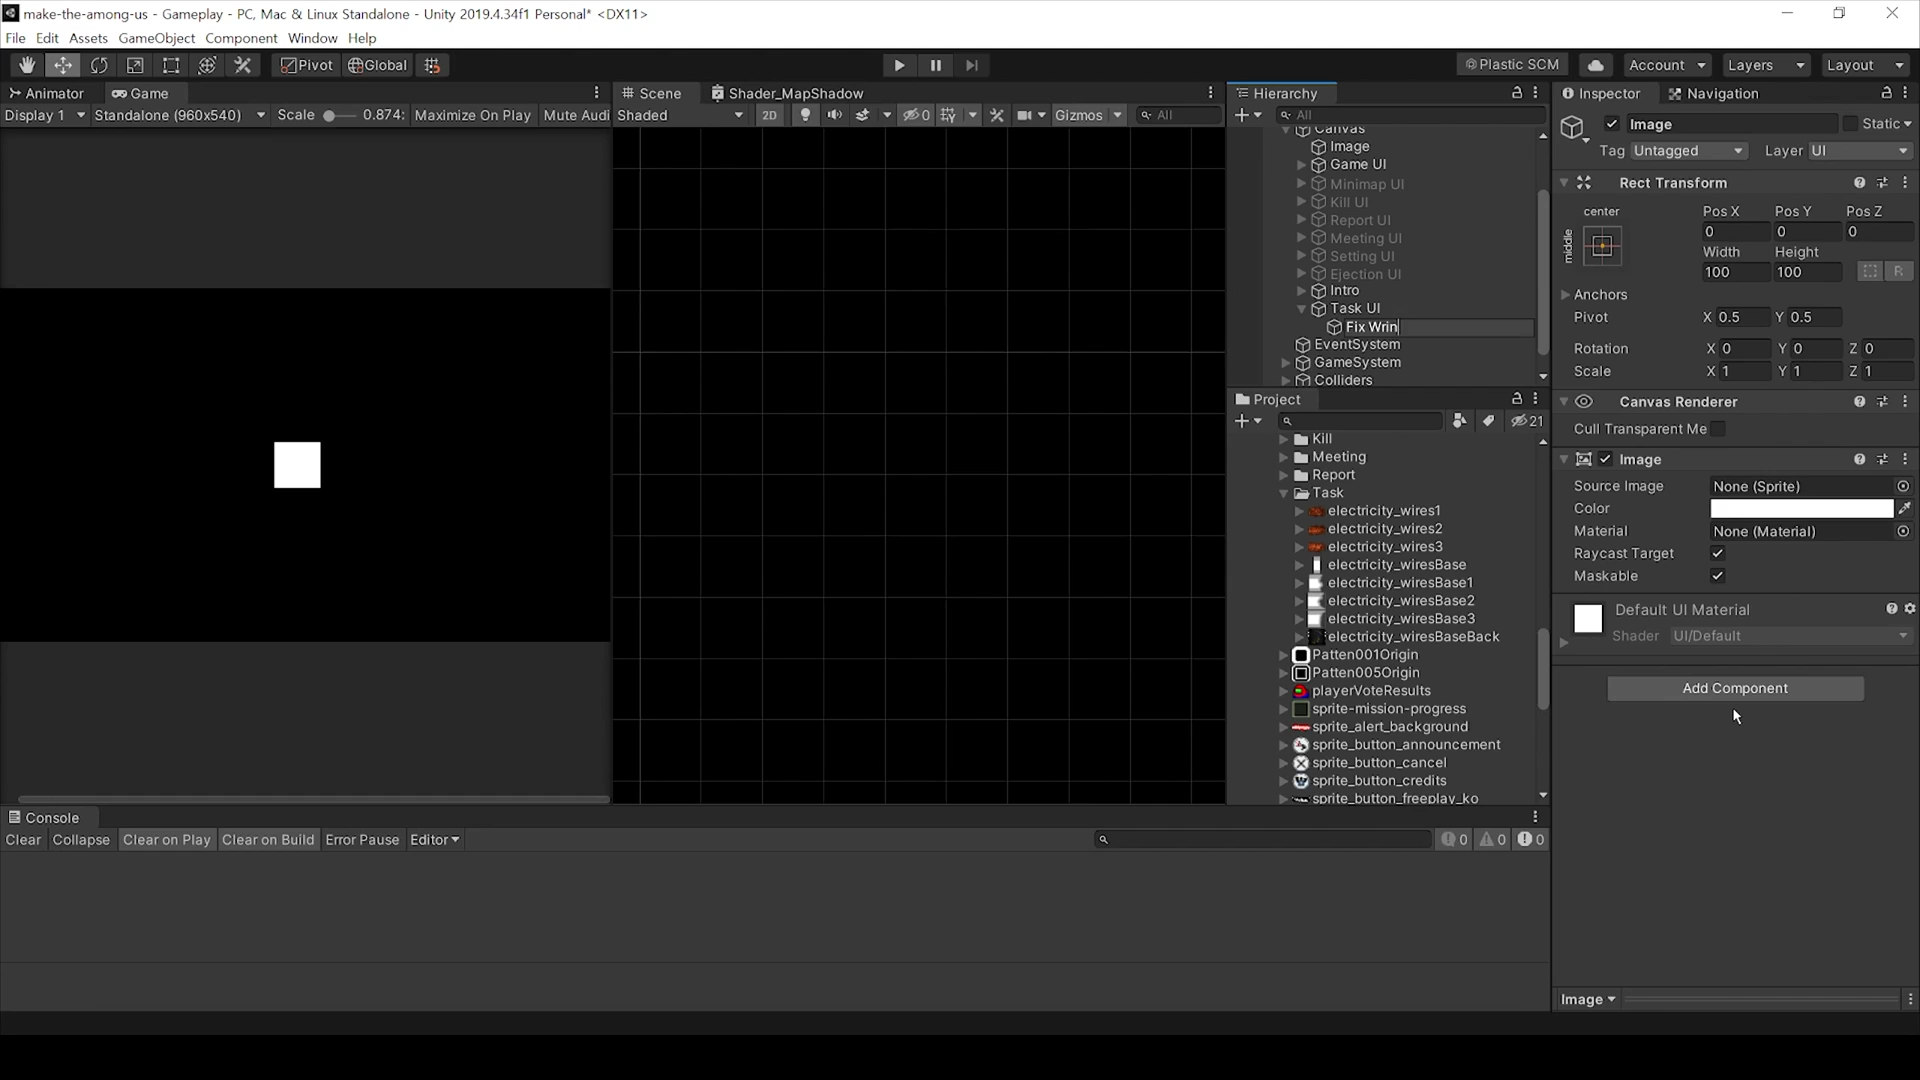 make-the-among-us - Gameplay - PC, Mac & Linux Standalone - Unity 2019.4.34f1 Personal* <DX11>
File Edit Assets GameObject Component Window Help
Pivot Global Plastic SCM Account Layers Layout
Animator Game
Display 1 Standalone (960x540) Scale 0.874: Maximize On Play Mute Audi
Scene Shader_MapShadow
Shaded 2D 0 Gizmos All
Hierarchy
All
Canvas
Image
Game UI
Minimap UI
Kill UI
Report UI
Meeting UI
Setting UI
Ejection UI
Intro
Task UI
Fix Wrin
EventSystem
GameSystem
Colliders
Project
21
Kill
Meeting
Report
Task
electricity_wires1
electricity_wires2
electricity_wires3
electricity_wiresBase
electricity_wiresBase1
electricity_wiresBase2
electricity_wiresBase3
electricity_wiresBaseBack
Patten001Origin
Patten005Origin
playerVoteResults
sprite-mission-progress
sprite_alert_background
sprite_button_announcement
sprite_button_cancel
sprite_button_credits
sprite_button_freeplay_ko
Inspector Navigation
Image Static
Tag Untagged Layer UI
Rect Transform
center
middle
Pos X Pos Y Pos Z
0 0 0
Width Height
100 100 R
Anchors
Pivot X 0.5 Y 0.5
Rotation X 0 Y 0 Z 0
Scale X 1 Y 1 Z 1
Canvas Renderer
Cull Transparent Me
Image
Source Image None (Sprite)
Color
Material None (Material)
Raycast Target
Maskable
Default UI Material
Shader UI/Default
Add Component
Image
Console
Clear Collapse Clear on Play Clear on Build Error Pause Editor 0 0 0